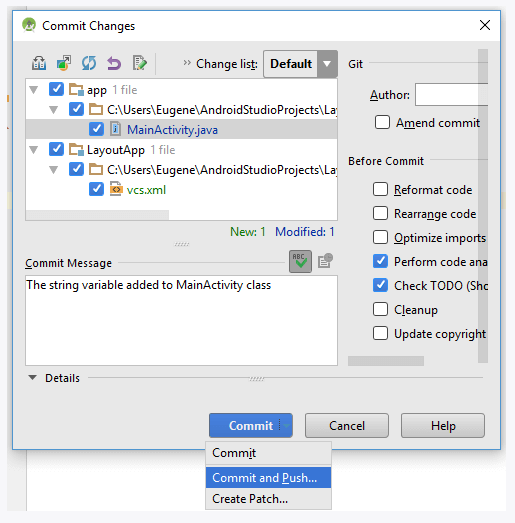 Commit Changes
Change list: Default
app 1 file
C:\Users\Eugene\AndroidStudioProjects\La
MainActivity.java
LayoutApp 1 file
C:\Users\Eugene\AndroidStudioProjects\La
vcs.xml
New: 1 Modified: 1
Commit Message
ABC
The string variable added to MainActivity class
Git
Author:
Amend commit
Before Commit
Reformat code
Rearrange code
Optimize imports
Perform code ana
Check TODO (Sho
Cleanup
Update copyright
Details
Commit Cancel Help
Commit
Commit and Push...
Create Patch...